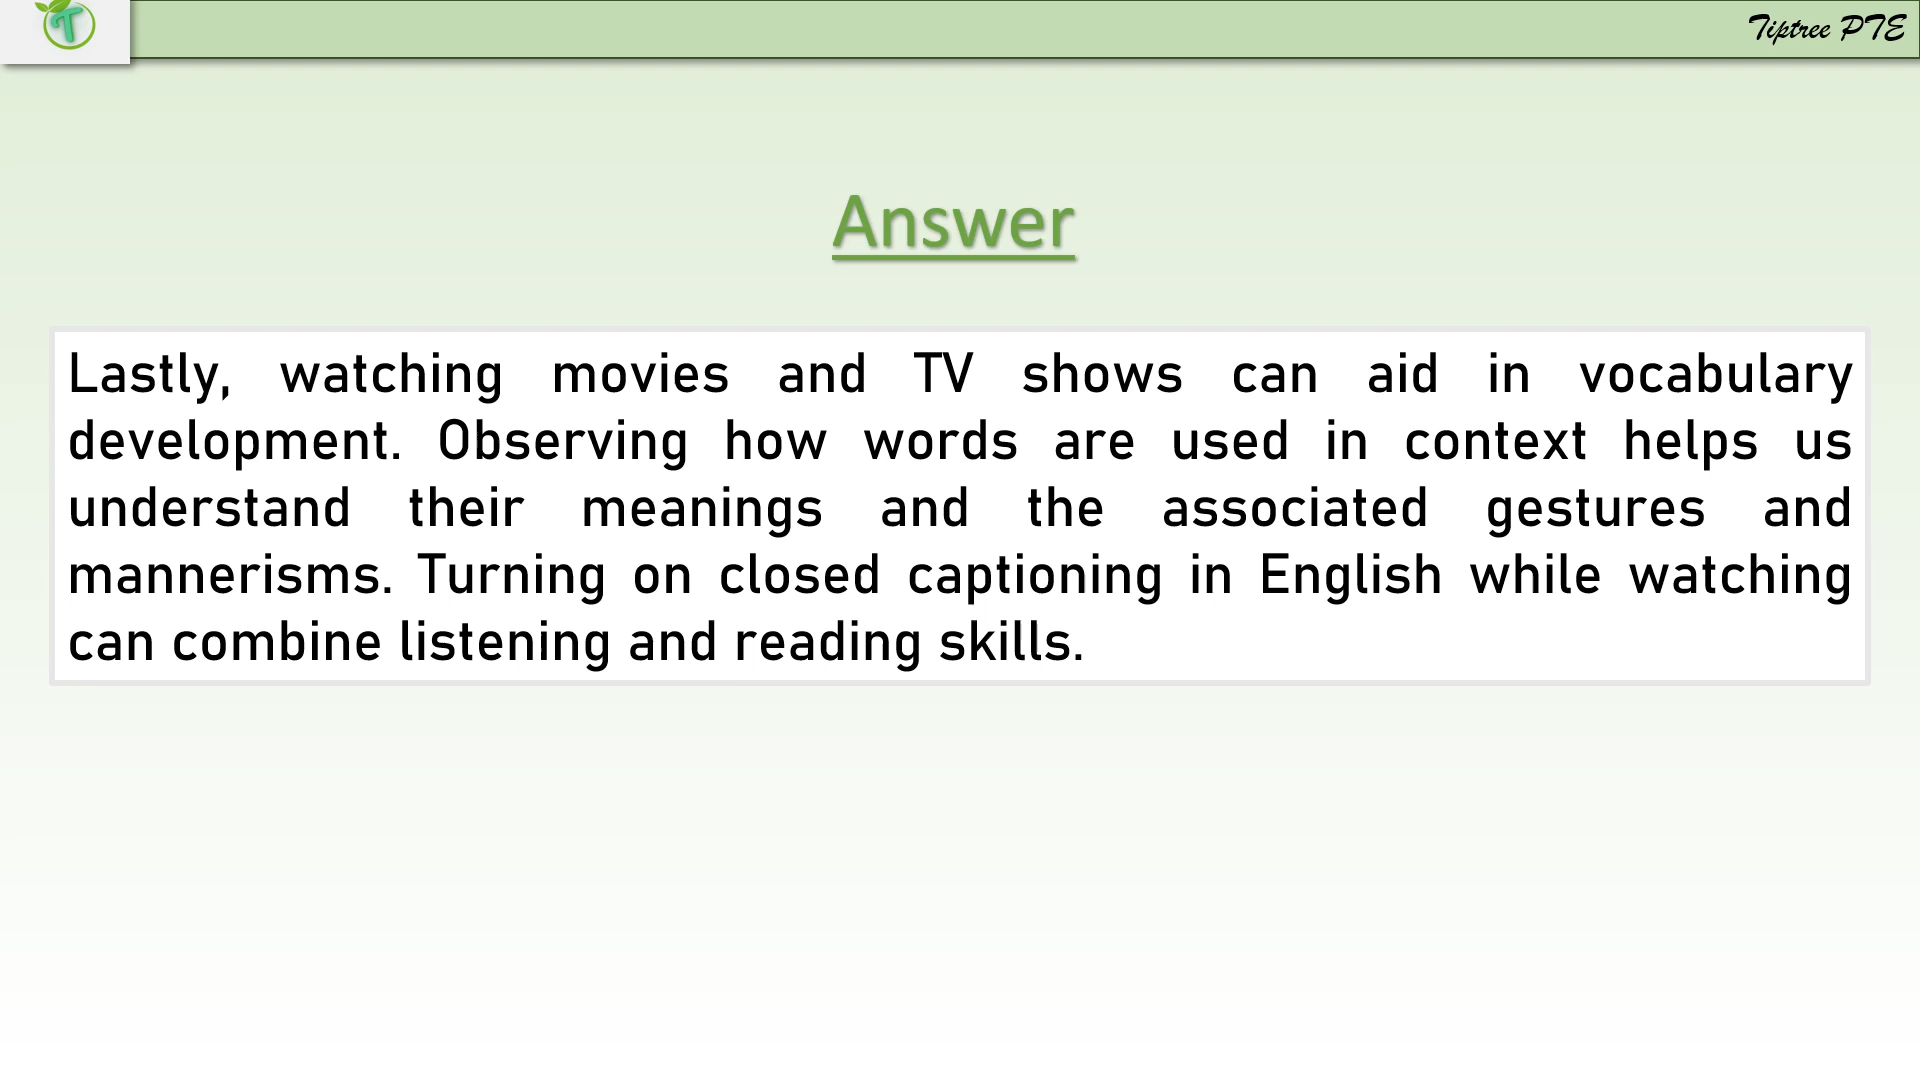 T
Tiptree PTE
Answer
Lastly, watching movies and TV shows can aid in vocabulary
development. Observing how words are used in context helps us
understand their meanings and the associated gestures and
mannerisms. Turning on closed captioning in English while watching
can combine listening and reading skills.